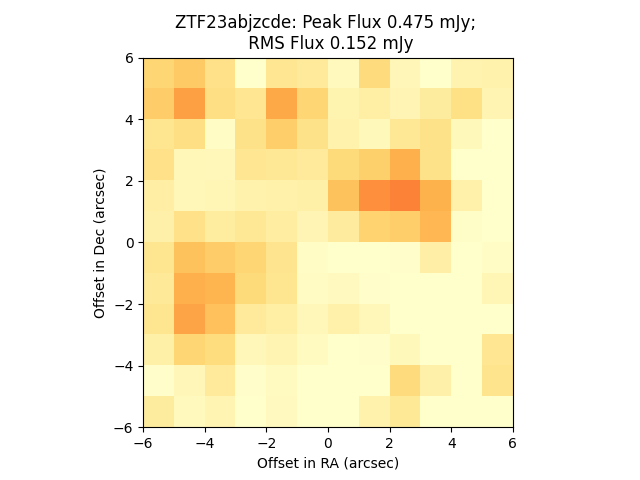 ZTF23abjzcde: Peak Flux 0.475 mJy;
RMS Flux 0.152 mJy
6
4
2
0
−2
−4
−6
Offset in Dec (arcsec)
−6 −4 −2 0 2 4 6
Offset in RA (arcsec)